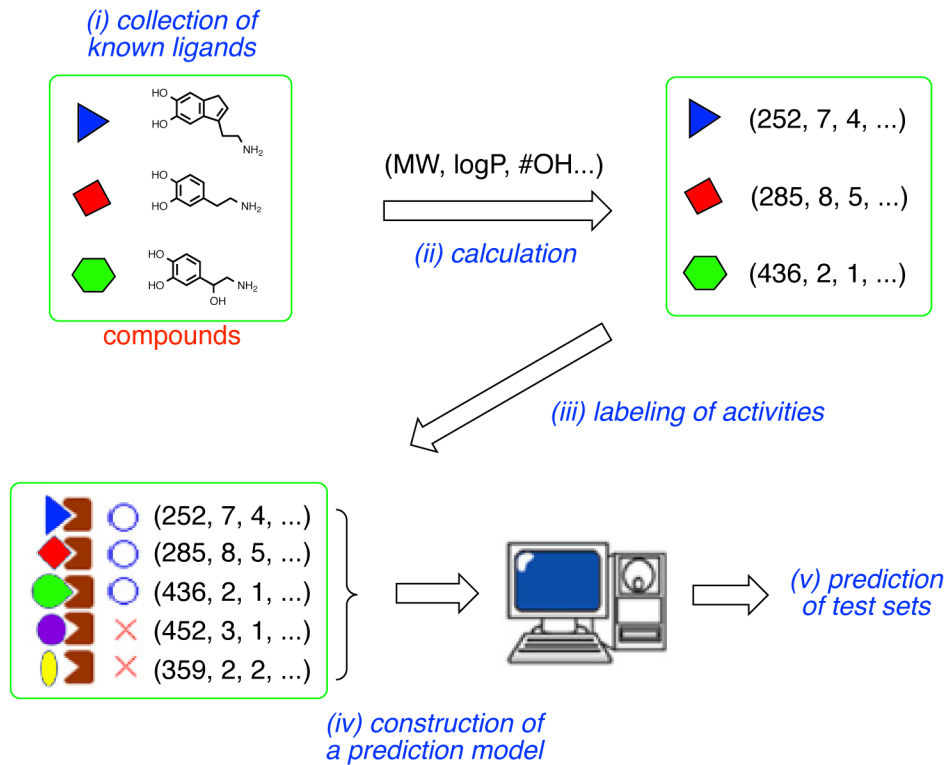 (i) collection of
known ligands
HO
HO
NH2
HO
HO
NH2
HO
HO
NH2
OH
compounds
(MW, logP, #OH...)
(ii) calculation
(252, 7, 4, ...)
(285, 8, 5, ...)
(436, 2, 1, ...)
(iii) labeling of activities
(252, 7, 4, ...)
(285, 8, 5, ...)
(436, 2, 1, ...)
(452, 3, 1, ...)
(359, 2, 2, ...)
(iv) construction of
a prediction model
(v) prediction
of test sets